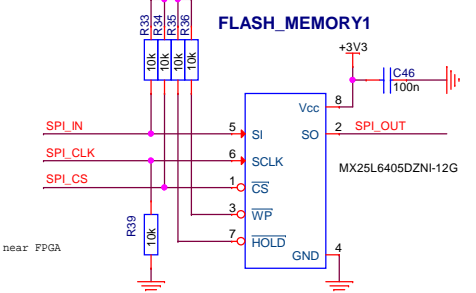 FLASH_MEMORY1
R33
R34
R35
R36
10k
10k
10k
10k
+3V3
C46
100n
Vcc
8
SPI_IN
5
SI
SO
2
SPI_OUT
SPI_CLK
6
SCLK
MX25L6405DZNI-12G
SPI_CS
1
CS
3
WP
R39
10k
near FPGA
7
HOLD
GND
4